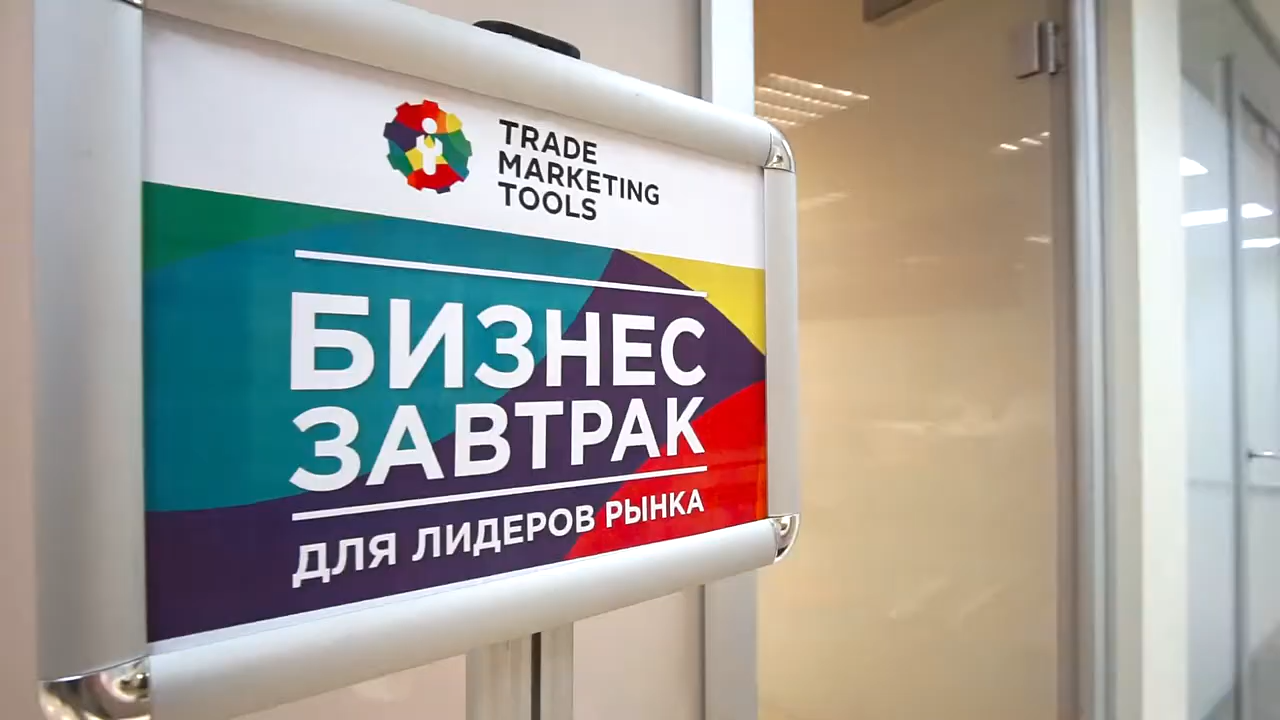 TRADE
MARKETING
TOOLS
БИЗНЕС
ЗАВТРАК
ДЛЯ ЛИДЕРОВ РЫНКА